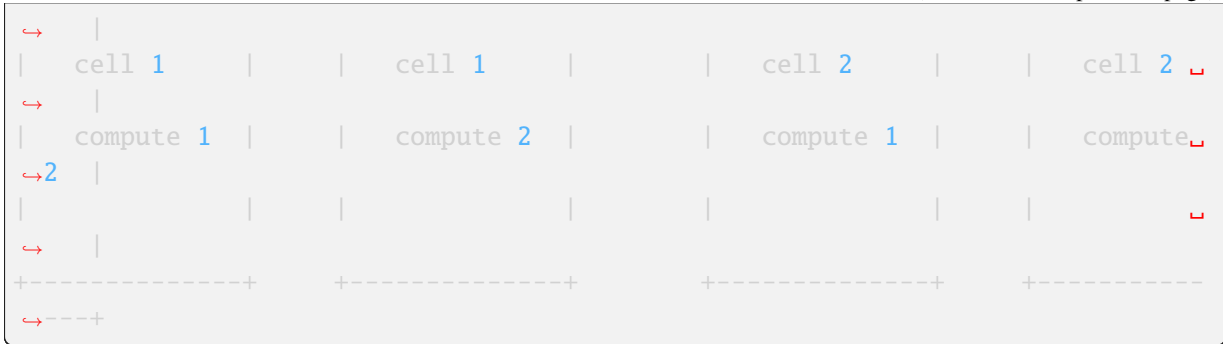 ↪   |
|   cell 1     |     |   cell 1     |       |   cell 2     |     |   cell 2 ␣
↪   |
|   compute 1  |     |   compute 2  |       |   compute 1  |     |   compute␣
↪2  |
|              |     |              |       |              |     |          ␣
↪   |
+--------------+     +--------------+       +--------------+     +-----------
↪---+